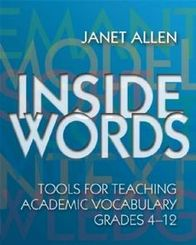 JANET ALLEN
INSIDE
WORDS
TOOLS FOR TEACHING
ACADEMIC VOCABULARY
GRADES 4–12